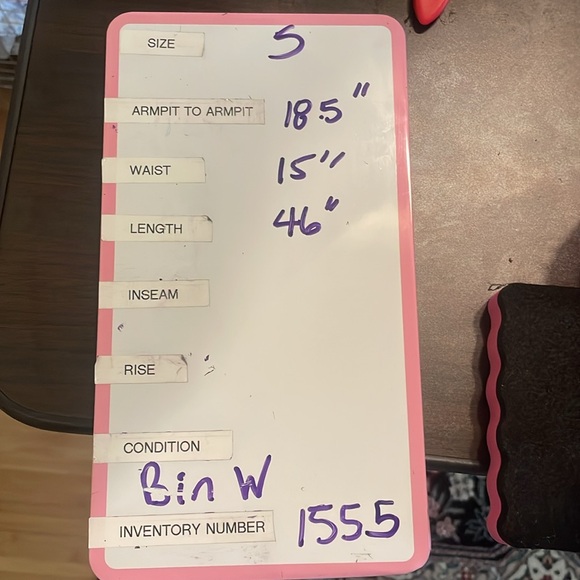 SIZE S
ARMPIT TO ARMPIT 18.5"
WAIST 15"
LENGTH 46"
INSEAM
RISE
CONDITION
Bin W
INVENTORY NUMBER 1555